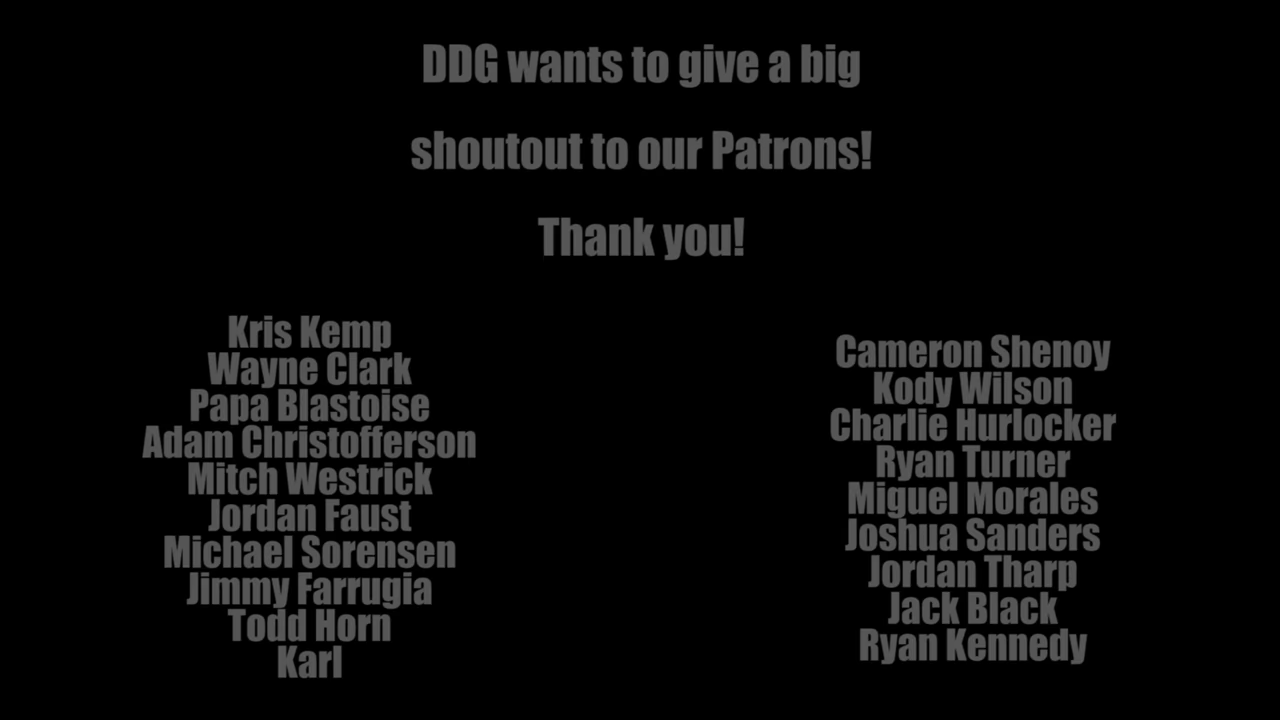 DDG wants to give a big
shoutout to our Patrons!
Thank you!
Kris Kemp
Wayne Clark
Papa Blastoise
Adam Christofferson
Mitch Westrick
Jordan Faust
Michael Sorensen
Jimmy Farrugia
Todd Horn
Karl
Cameron Shenoy
Kody Wilson
Charlie Hurlocker
Ryan Turner
Miguel Morales
Joshua Sanders
Jordan Tharp
Jack Black
Ryan Kennedy